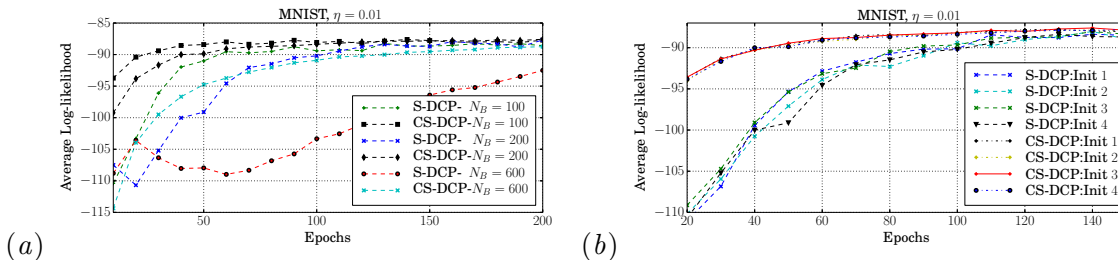 MNIST, η = 0.01
Average Log-likelihood
−85
−90
−95
−100
−105
−110
−115
50
100
150
200
Epochs
S-DCP- N_B = 100
CS-DCP-N_B = 100
S-DCP- N_B = 200
CS-DCP-N_B = 200
S-DCP- N_B = 600
CS-DCP-N_B = 600
(a)
MNIST, η = 0.01
Average Log-likelihood
−90
−95
−100
−105
−110
20
40
60
80
100
120
140
Epochs
S-DCP:Init 1
S-DCP:Init 2
S-DCP:Init 3
S-DCP:Init 4
CS-DCP:Init 1
CS-DCP:Init 2
CS-DCP:Init 3
CS-DCP:Init 4
(b)